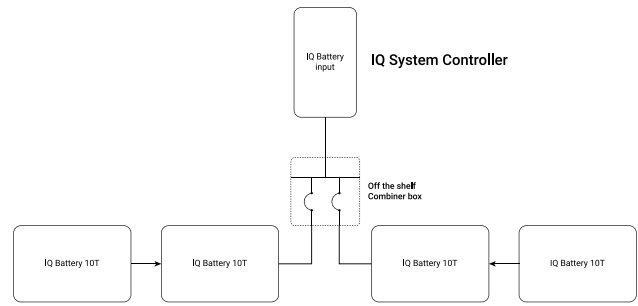 IQ Battery
input
IQ System Controller
Off the shelf
Combiner box
IQ Battery 10T
IQ Battery 10T
IQ Battery 10T
IQ Battery 10T